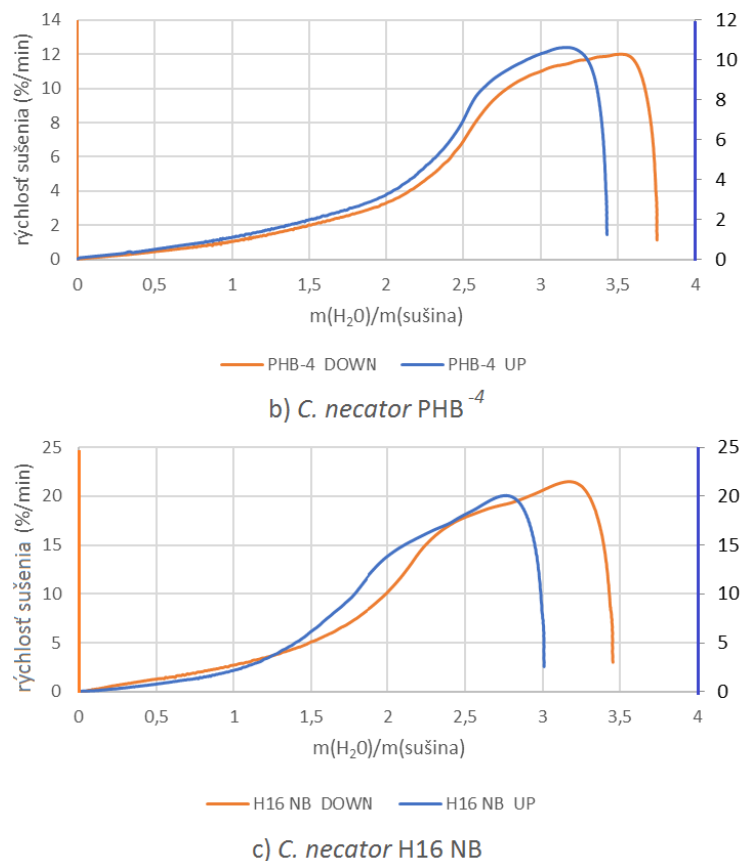 14
12
10
8
6
4
2
0
rýchlosť sušenia (%/min)
12
10
8
6
4
2
0
0 0,5 1 1,5 2 2,5 3 3,5 4
m(H₂0)/m(sušina)
PHB-4 DOWN PHB-4 UP
b) C. necator PHB⁻⁴
25
20
15
10
5
0
rýchlosť sušenia (%/min)
25
20
15
10
5
0
0 0,5 1 1,5 2 2,5 3 3,5 4
m(H₂0)/m(sušina)
H16 NB DOWN H16 NB UP
c) C. necator H16 NB